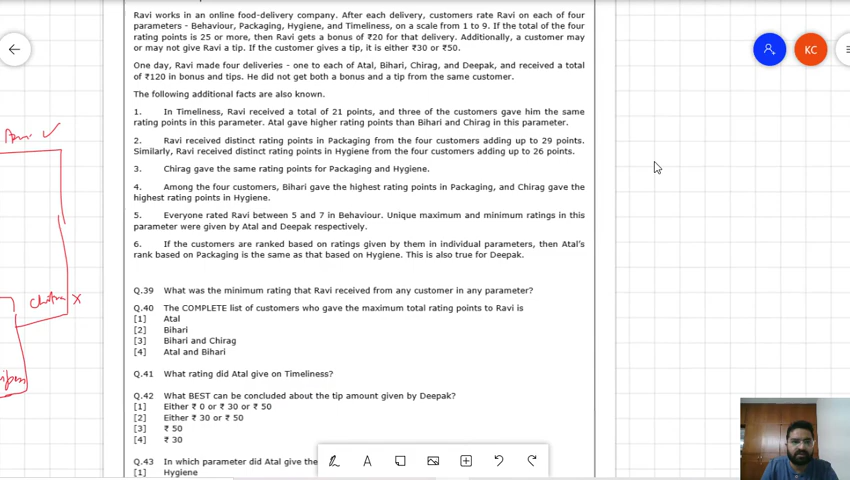 Ravi works in an online food-delivery company. After each delivery, customers rate Ravi on each of four
parameters - Behaviour, Packaging, Hygiene, and Timeliness, on a scale from 1 to 9. If the total of the four
rating points is 25 or more, then Ravi gets a bonus of ₹20 for that delivery. Additionally, a customer may
or may not give Ravi a tip. If the customer gives a tip, it is either ₹30 or ₹50.
One day, Ravi made four deliveries - one to each of Atal, Bihari, Chirag, and Deepak, and received a total
of ₹120 in bonus and tips. He did not get both a bonus and a tip from the same customer.
The following additional facts are also known.
1. In Timeliness, Ravi received a total of 21 points, and three of the customers gave him the same
rating points in this parameter. Atal gave higher rating points than Bihari and Chirag in this parameter.
2. Ravi received distinct rating points in Packaging from the four customers adding up to 29 points.
Similarly, Ravi received distinct rating points in Hygiene from the four customers adding up to 26 points.
3. Chirag gave the same rating points for Packaging and Hygiene.
4. Among the four customers, Bihari gave the highest rating points in Packaging, and Chirag gave the
highest rating points in Hygiene.
5. Everyone rated Ravi between 5 and 7 in Behaviour. Unique maximum and minimum ratings in this
parameter were given by Atal and Deepak respectively.
6. If the customers are ranked based on ratings given by them in individual parameters, then Atal's
rank based on Packaging is the same as that based on Hygiene. This is also true for Deepak.
Q.39 What was the minimum rating that Ravi received from any customer in any parameter?
Q.40 The COMPLETE list of customers who gave the maximum total rating points to Ravi is
[1] Atal
[2] Bihari
[3] Bihari and Chirag
[4] Atal and Bihari
Q.41 What rating did Atal give on Timeliness?
Q.42 What BEST can be concluded about the tip amount given by Deepak?
[1] Either ₹ 0 or ₹ 30 or ₹ 50
[2] Either ₹ 30 or ₹ 50
[3] ₹ 50
[4] ₹ 30
Q.43 In which parameter did Atal give the
[1] Hygiene
KC
A